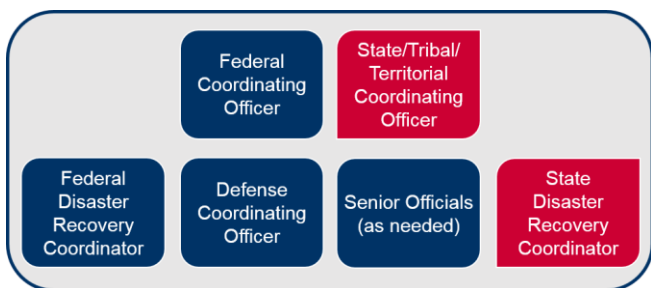 Federal
Coordinating
Officer
State/Tribal/
Territorial
Coordinating
Officer
Federal
Disaster
Recovery
Coordinator
Defense
Coordinating
Officer
Senior Officials
(as needed)
State
Disaster
Recovery
Coordinator